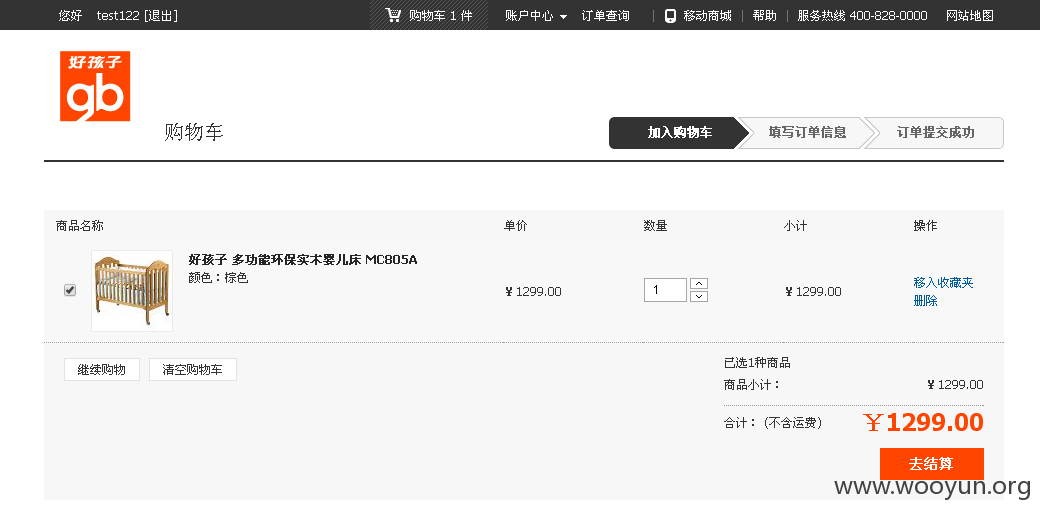 您好 test122 [退出] 购物车 1 件 账户中心 订单查询 | 移动商城 | 帮助 | 服务热线 400-828-0000 网站地图
好孩子
gb
购物车
加入购物车 填写订单信息 订单提交成功
商品名称 单价 数量 小计 操作
好孩子 多功能环保实木婴儿床 MC805A
颜色：棕色
¥ 1299.00 1 ¥ 1299.00
移入收藏夹
删除
继续购物 清空购物车
已选1种商品
商品小计： ¥ 1299.00
合计：（不含运费） ￥1299.00
去结算
www.wooyun.org